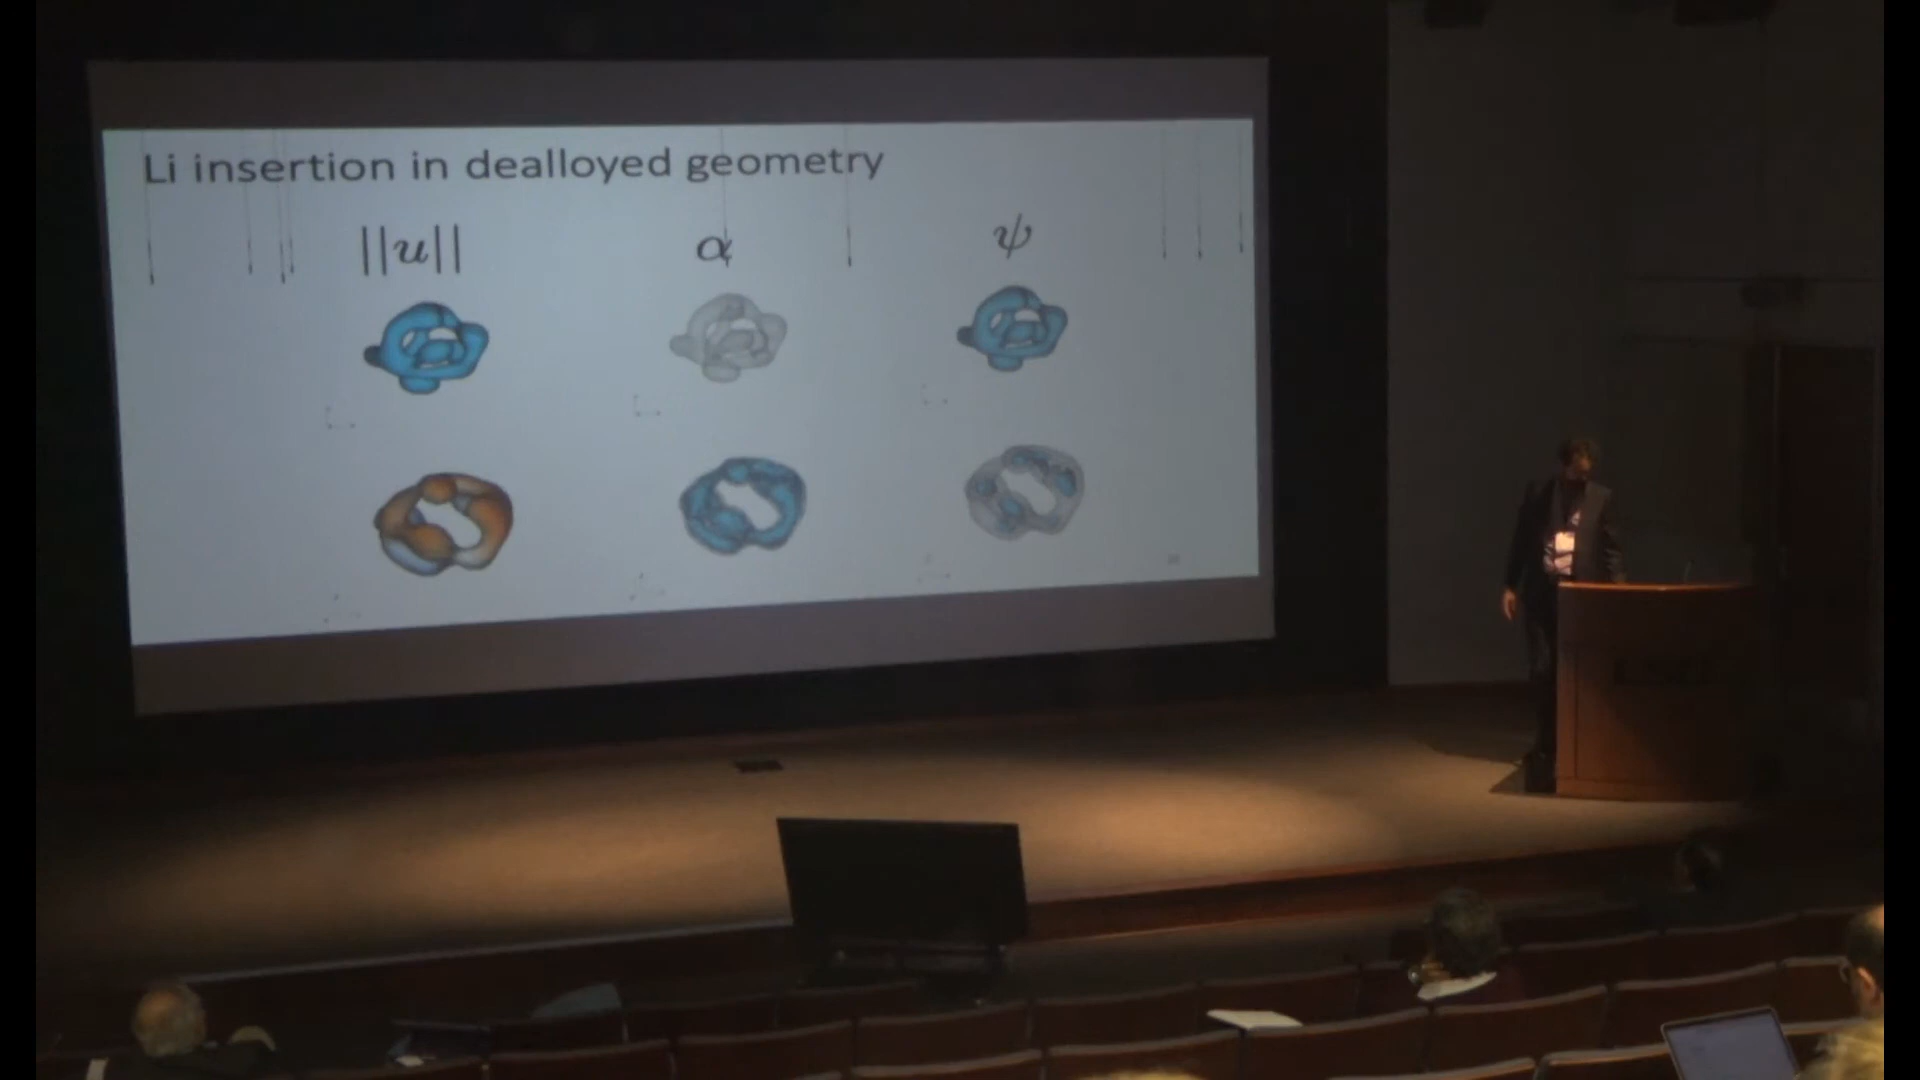 Li insertion in dealloyed geometry
||u|| α ψ